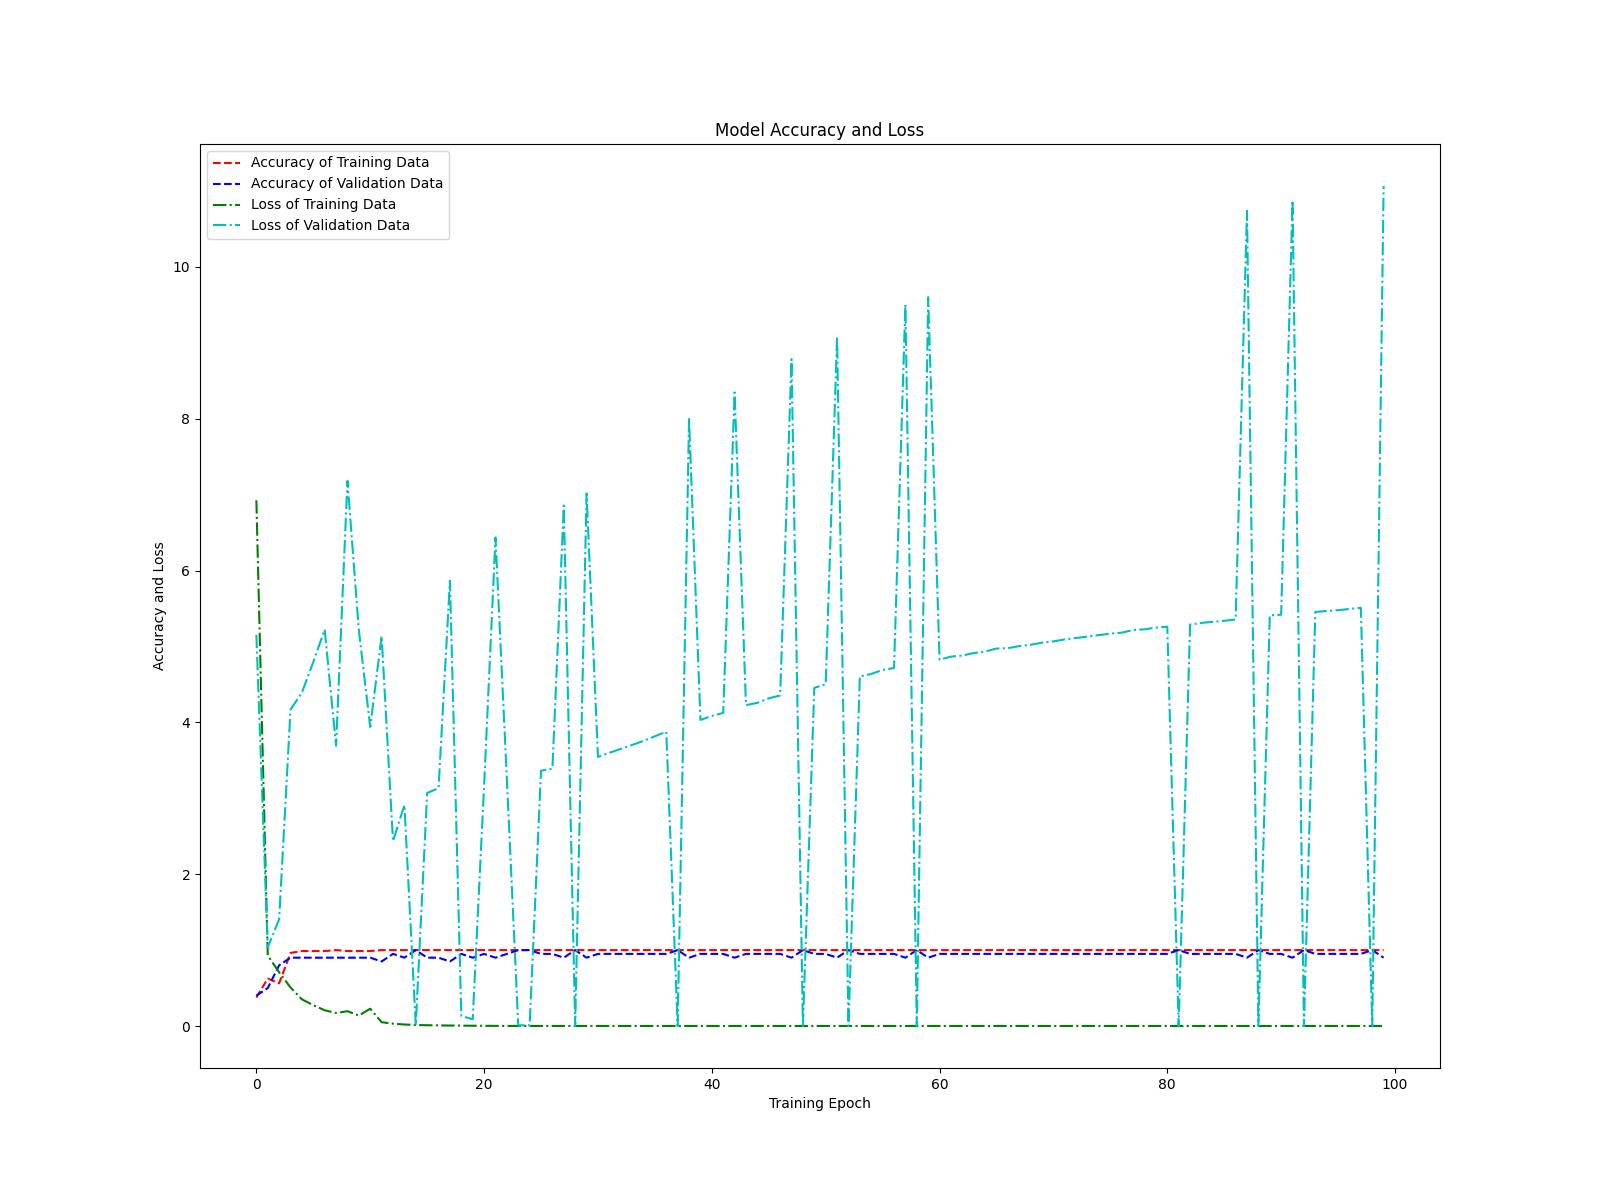 Model Accuracy and Loss
Accuracy of Training Data
Accuracy of Validation Data
Loss of Training Data
Loss of Validation Data
10
8
6
4
2
0
Accuracy and Loss
0 20 40 60 80 100
Training Epoch